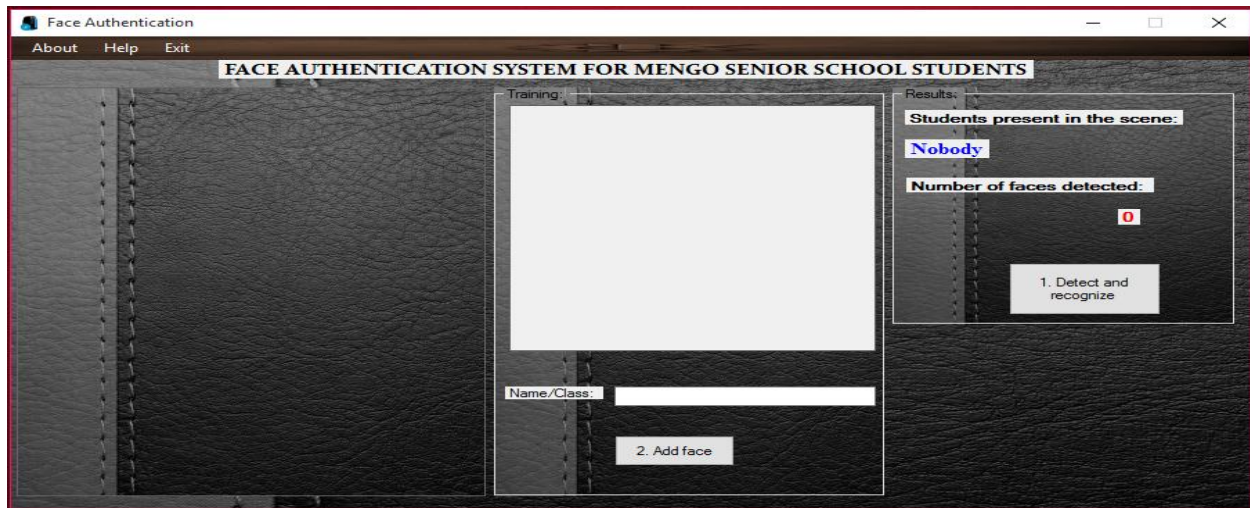 Face Authentication
About Help Exit
FACE AUTHENTICATION SYSTEM FOR MENGO SENIOR SCHOOL STUDENTS
Training:
Name/Class:
2. Add face
Results:
Students present in the scene:
Nobody
Number of faces detected:
0
1. Detect and
recognize